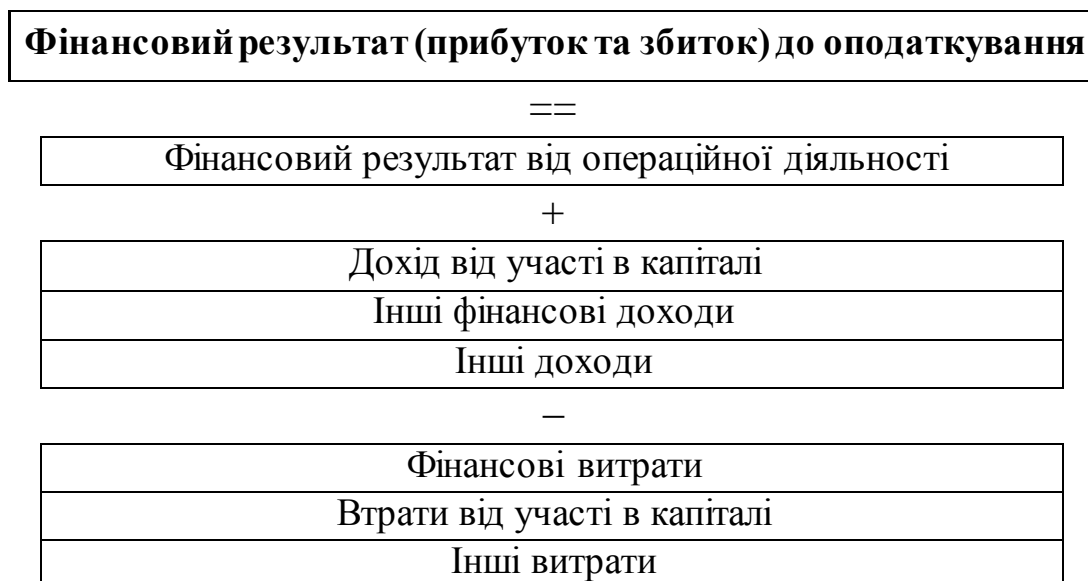 Фінансовий результат (прибуток та збиток) до оподаткування
==
Фінансовий результат від операційної діяльності
+
Дохід від участі в капіталі
Інші фінансові доходи
Інші доходи
–
Фінансові витрати
Втрати від участі в капіталі
Інші витрати